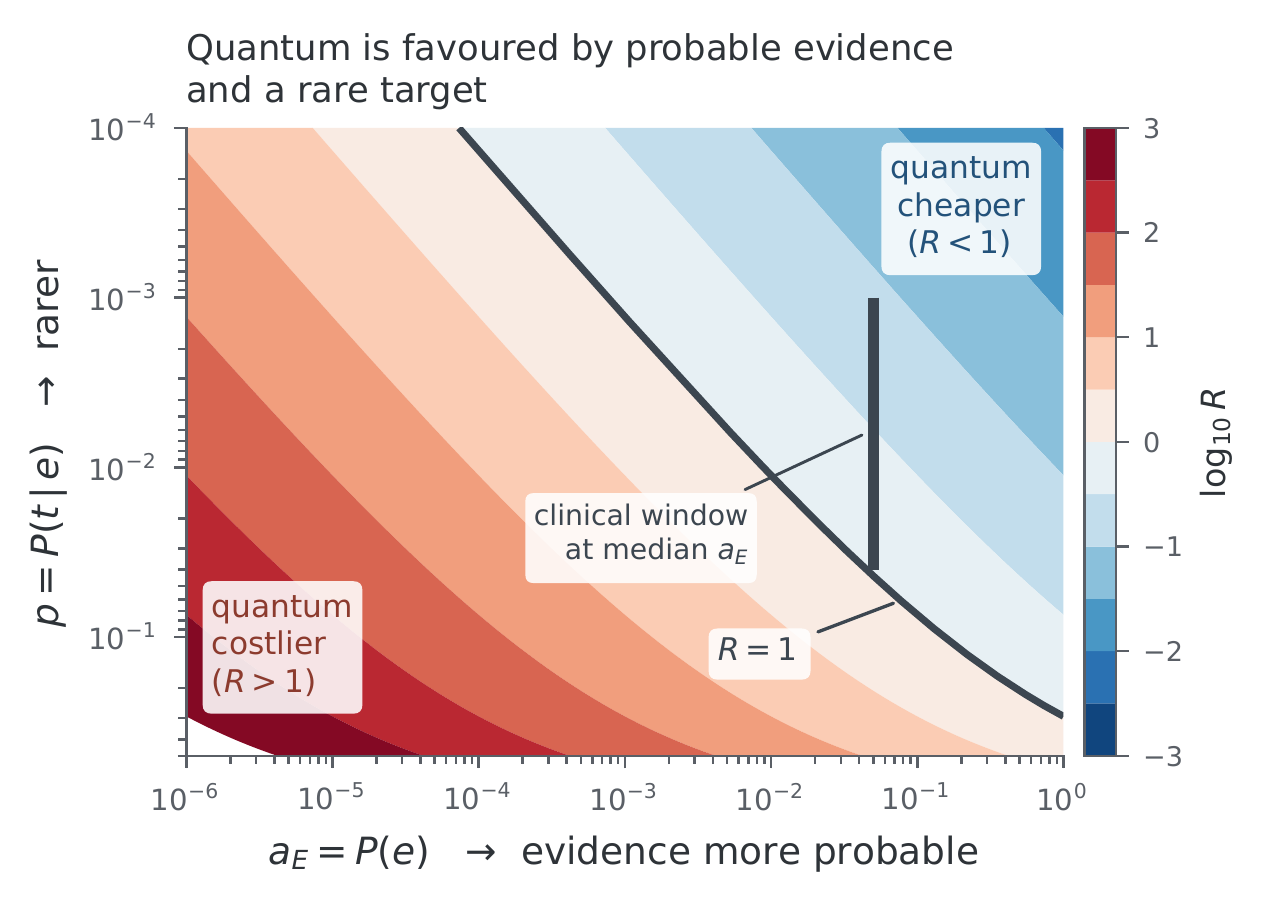 Quantum is favoured by probable evidence
and a rare target
10⁻⁴
10⁻³
10⁻²
10⁻¹
p = P(t | e) → rarer
quantum
cheaper
(R < 1)
clinical window
at median a_E
R = 1
quantum
costlier
(R > 1)
10⁻⁶
10⁻⁵
10⁻⁴
10⁻³
10⁻²
10⁻¹
10⁰
a_E = P(e) → evidence more probable
3
2
1
0
−1
−2
−3
log₁₀ R